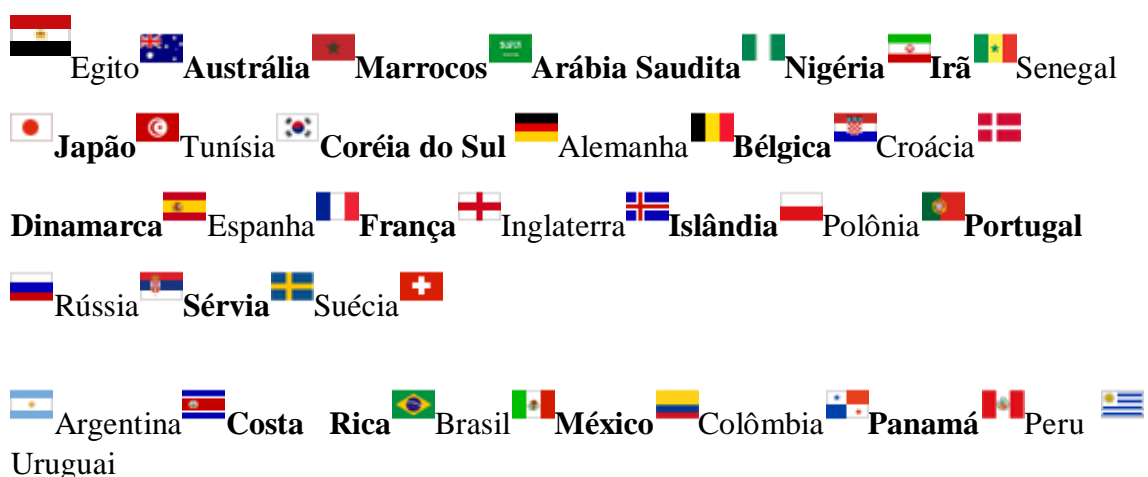 Egito Austrália Marrocos Arábia Saudita Nigéria Irã Senegal
Japão Tunísia Coréia do Sul Alemanha Bélgica Croácia
Dinamarca Espanha França Inglaterra Islândia Polônia Portugal
Rússia Sérvia Suécia
Argentina Costa Rica Brasil México Colômbia Panamá Peru
Uruguai